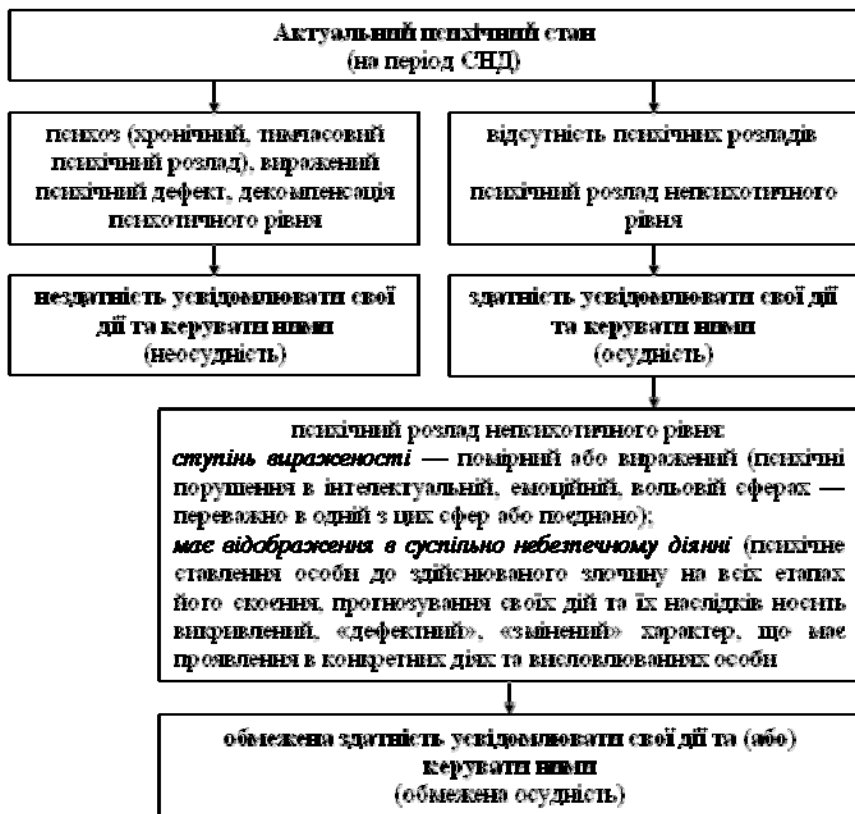 Актуальний психічний стан
(на період СНД)
психоз (хронічний, тимчасовий
психічний розлад), виражений
психічний дефект, декомпенсація
психотичного рівня
відсутність психічних розладів
психічний розлад непсихотичного
рівня
нездатність усвідомлювати свої
дії та керувати ними
(неосудність)
здатність усвідомлювати свої дії
та керувати ними
(осудність)
психічний розлад непсихотичного рівня:
ступінь вираженості — помірний або виражений (психічні
порушення в інтелектуальній, емоційній, вольовій сферах —
переважно в одній з цих сфер або поєднано);
має відображення в суспільно небезпечному діянні (психічне
ставлення особи до здійснюваного злочину на всіх етапах
його скоєння, прогнозування своїх дій та їх наслідків носить
викривлений, «дефектний», «змінений» характер, що має
проявлення в конкретних діях та висловлюваннях особи
обмежена здатність усвідомлювати свої дії та (або)
керувати ними
(обмежена осудність)